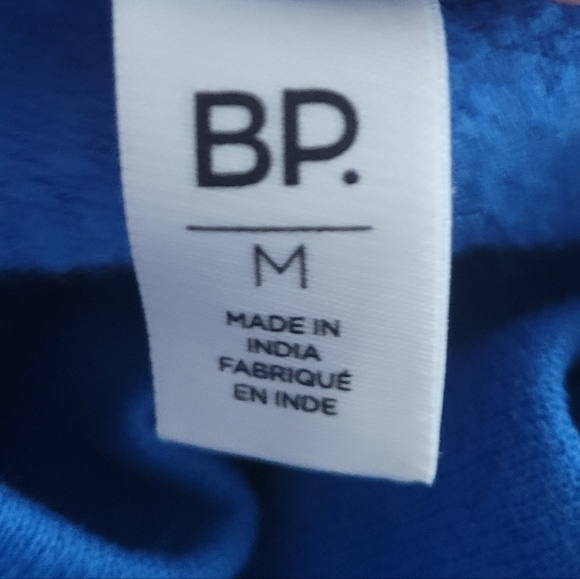 BP.
M
MADE IN
INDIA
FABRIQUÉ
EN INDE